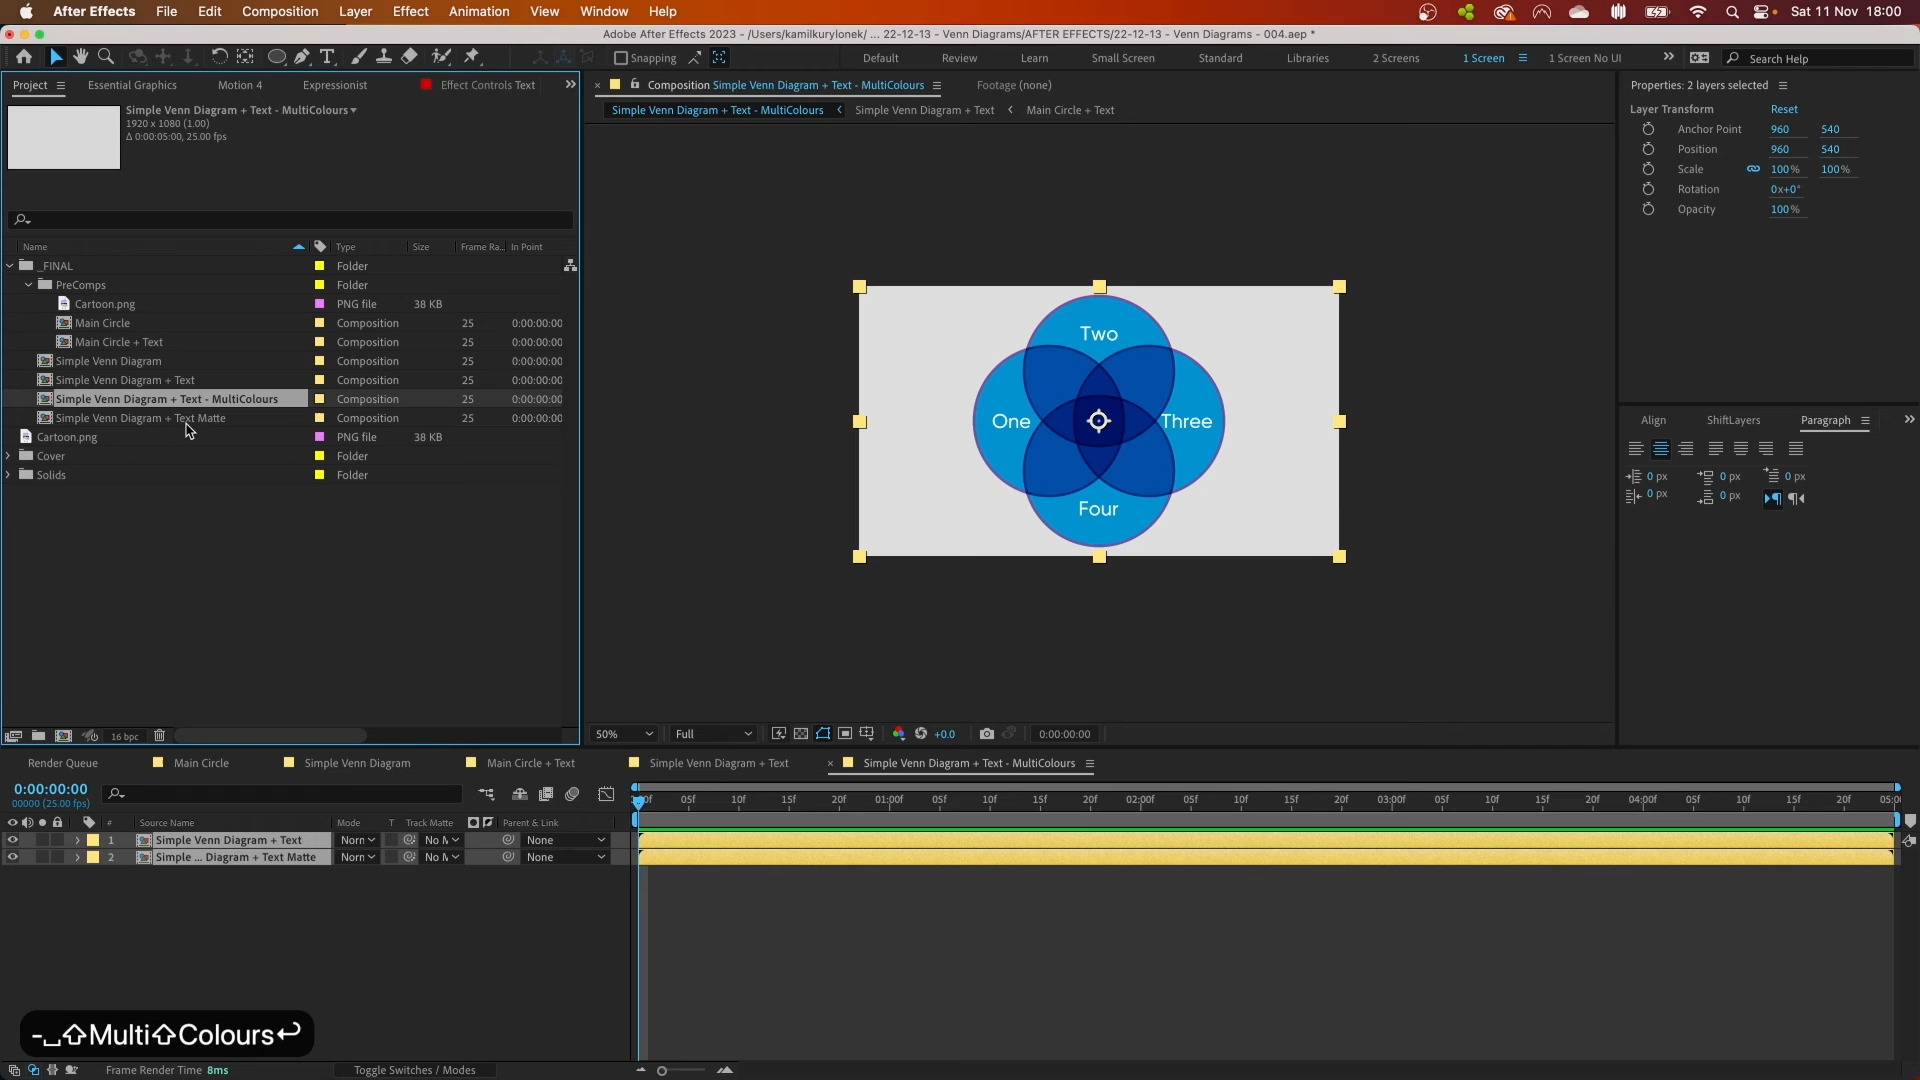 After Effects File Edit Composition Layer Effect Animation View Window Help Sat 11 Nov 18:00
Adobe After Effects 2023 - /Users/kamilkurylonek/ ... 22-12-13 - Venn Diagrams/AFTER EFFECTS/22-12-13 - Venn Diagrams - 004.aep *
Snapping Default Review Learn Small Screen Standard Libraries 2 Screens 1 Screen 1 Screen No UI Search Help
Project Essential Graphics Motion 4 Expressionist Effect Controls Text
Composition Simple Venn Diagram + Text - MultiColours Footage (none)
Properties: 2 layers selected
Simple Venn Diagram + Text - MultiColours
1920 x 1080 (1.00)
Δ 0:00:05:00, 25.00 fps
Simple Venn Diagram + Text - MultiColours Simple Venn Diagram + Text Main Circle + Text
Layer Transform Reset
Anchor Point 960 540
Position 960 540
Scale 100% 100%
Rotation 0x+0°
Opacity 100%
Name Type Size Frame Ra... In Point
_FINAL Folder
PreComps Folder
Cartoon.png PNG file 38 KB
Main Circle Composition 25 0:00:00:00
Main Circle + Text Composition 25 0:00:00:00
Simple Venn Diagram Composition 25 0:00:00:00
Simple Venn Diagram + Text Composition 25 0:00:00:00
Simple Venn Diagram + Text - MultiColours Composition 25 0:00:00:00
Simple Venn Diagram + Text Matte Composition 25 0:00:00:00
Cartoon.png PNG file 38 KB
Cover Folder
Solids Folder
Two
One
Three
Four
Align ShiftLayers Paragraph
0 px 0 px 0 px
0 px 0 px
16 bpc
50% Full +0.0 0:00:00:00
Render Queue Main Circle Simple Venn Diagram Main Circle + Text Simple Venn Diagram + Text Simple Venn Diagram + Text - MultiColours
0:00:00:00
00000 (25.00 fps)
05f 10f 15f 20f 01:00f 05f 10f 15f 20f 02:00f 05f 10f 15f 20f 03:00f 05f 10f 15f 20f 04:00f 05f 10f 15f 20f
# Source Name Mode T Track Matte Parent & Link
1 Simple Venn Diagram + Text Norn No M None
2 Simple ... Diagram + Text Matte Norn No M None
-⎵⇧Multi⇧Colours↩
Frame Render Time 8ms Toggle Switches / Modes